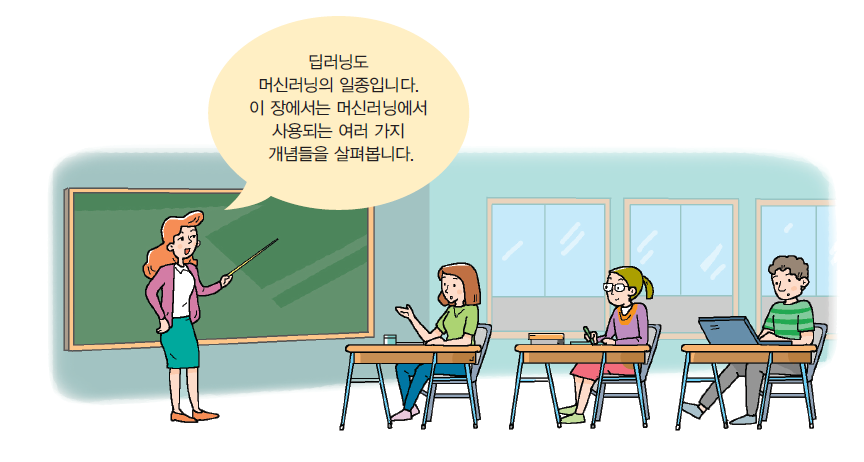 딥러닝도
머신러닝의 일종입니다.
이 장에서는 머신러닝에서
사용되는 여러 가지
개념들을 살펴봅니다.